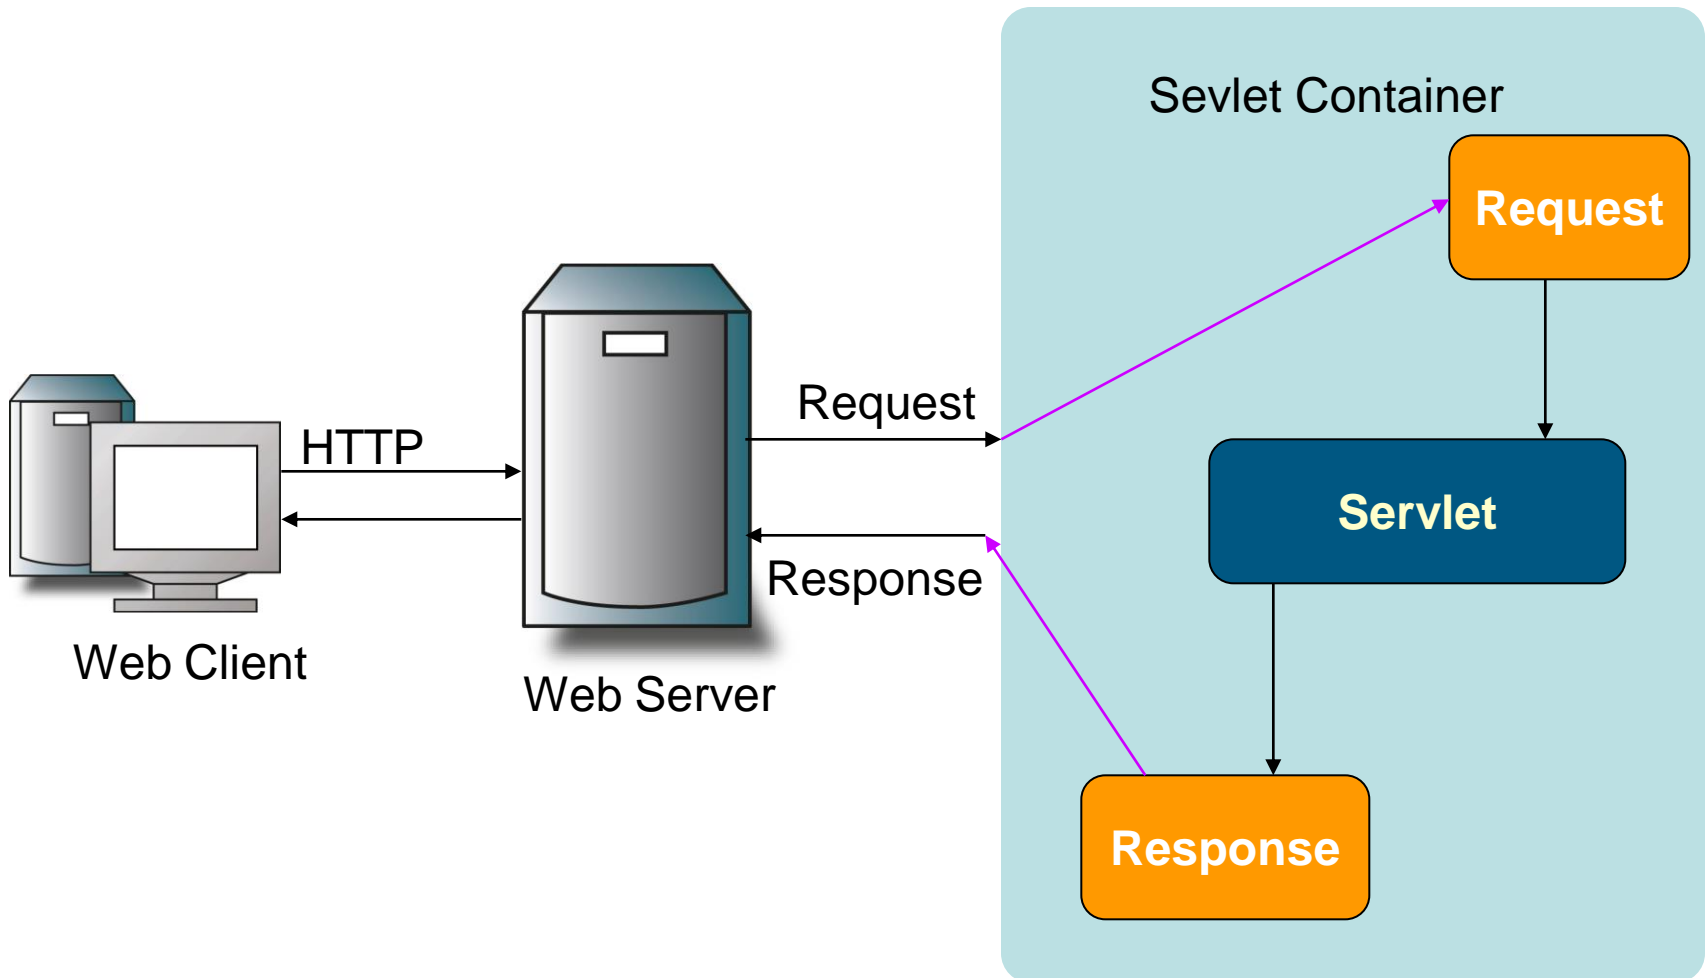 Sevlet Container
Request
Request
HTTP
Servlet
Response
Web Client
Web Server
Response